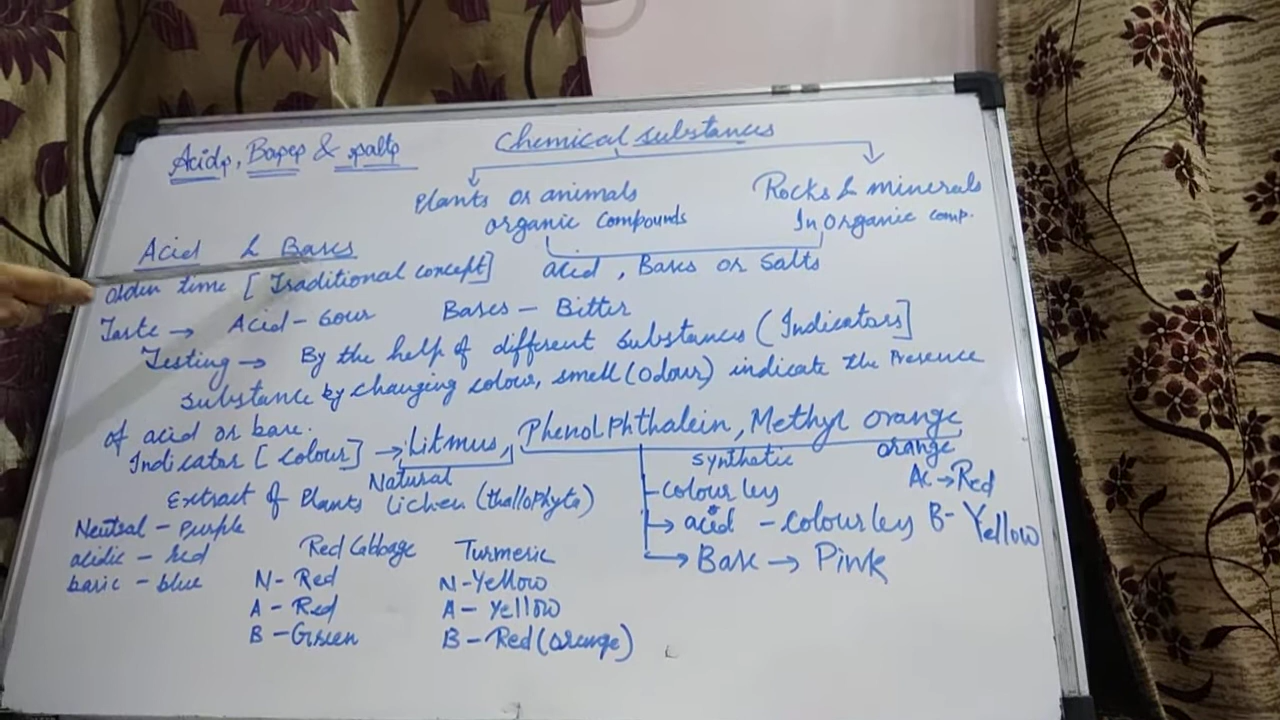 Acids, Bases & Salts
Chemical substances
Plants or animals
organic compounds
Rocks & minerals
Inorganic comp.
acid, Bases or Salts
Acid & Bases
Olden time [Traditional concept]
Taste → Acid - Sour Bases - Bitter
Testing → By the help of different substances (Indicators]
substance by changing colour, smell (odour) indicate the Presence
of acid or base.
Indicator [colour] → Litmus, Phenolphthalein, Methyl orange
Natural
synthetic
orange
Ac → Red
B - Yellow
Extract of Plants Lichen (thallophyta)
colourless
acid - colourless
Base → Pink
Neutral - Purple
acidic - red
basic - blue
Red Cabbage
N - Red
A - Red
B - Green
Turmeric
N - Yellow
A - Yellow
B - Red (orange)